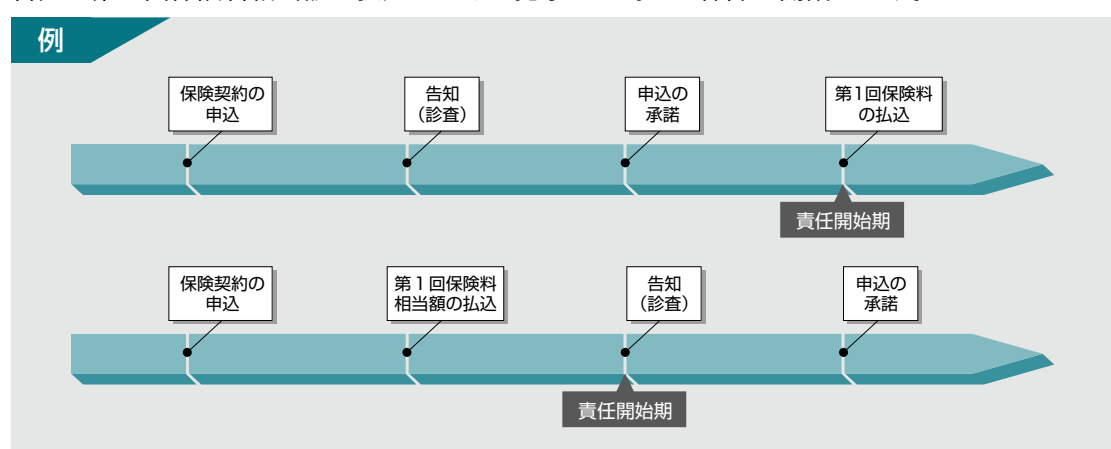 例
保険契約の
申込
告知
（診査）
申込の
承諾
第1回保険料
の払込
責任開始期
保険契約の
申込
第1回保険料
相当額の払込
告知
（診査）
申込の
承諾
責任開始期